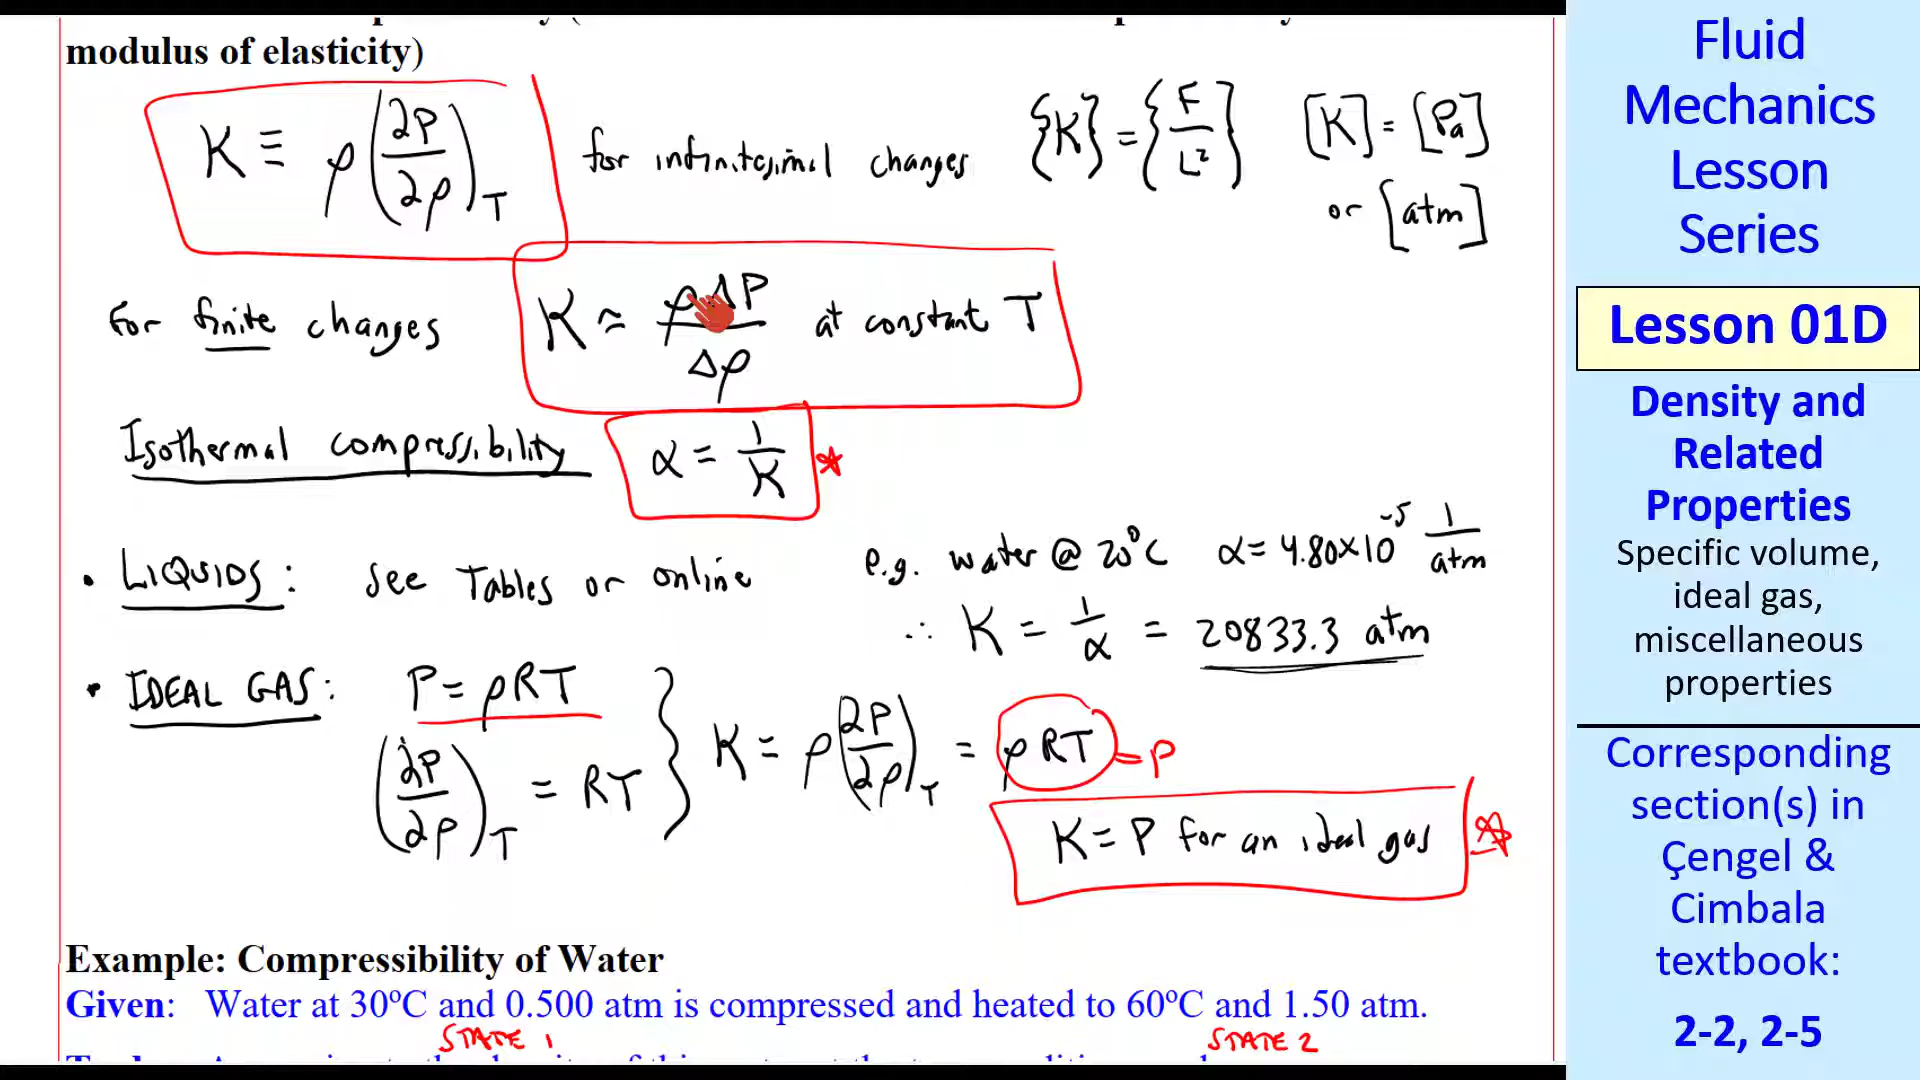 modulus of elasticity)
K ≡ ρ(∂P/∂ρ)_T for infinitesimal changes {K} = {F/L²} [K] = [Pa]
or [atm]
For finite changes K ≈ ρΔP/Δρ at constant T
Isothermal compressibility α = 1/K *
• LIQUIDS: See Tables or online e.g. water @ 20°C α = 4.80×10⁻⁵ 1/atm
∴ K = 1/α = 20833.3 atm
• IDEAL GAS: P = ρRT
(∂P/∂ρ)_T = RT } K = ρ(∂P/∂ρ)_T = ρRT = P
K = P for an ideal gas *
Example: Compressibility of Water
Given: Water at 30°C and 0.500 atm is compressed and heated to 60°C and 1.50 atm.
STATE 1 STATE 2
Fluid
Mechanics
Lesson
Series
Lesson 01D
Density and
Related
Properties
Specific volume,
ideal gas,
miscellaneous
properties
Corresponding
section(s) in
Çengel &
Cimbala
textbook:
2-2, 2-5